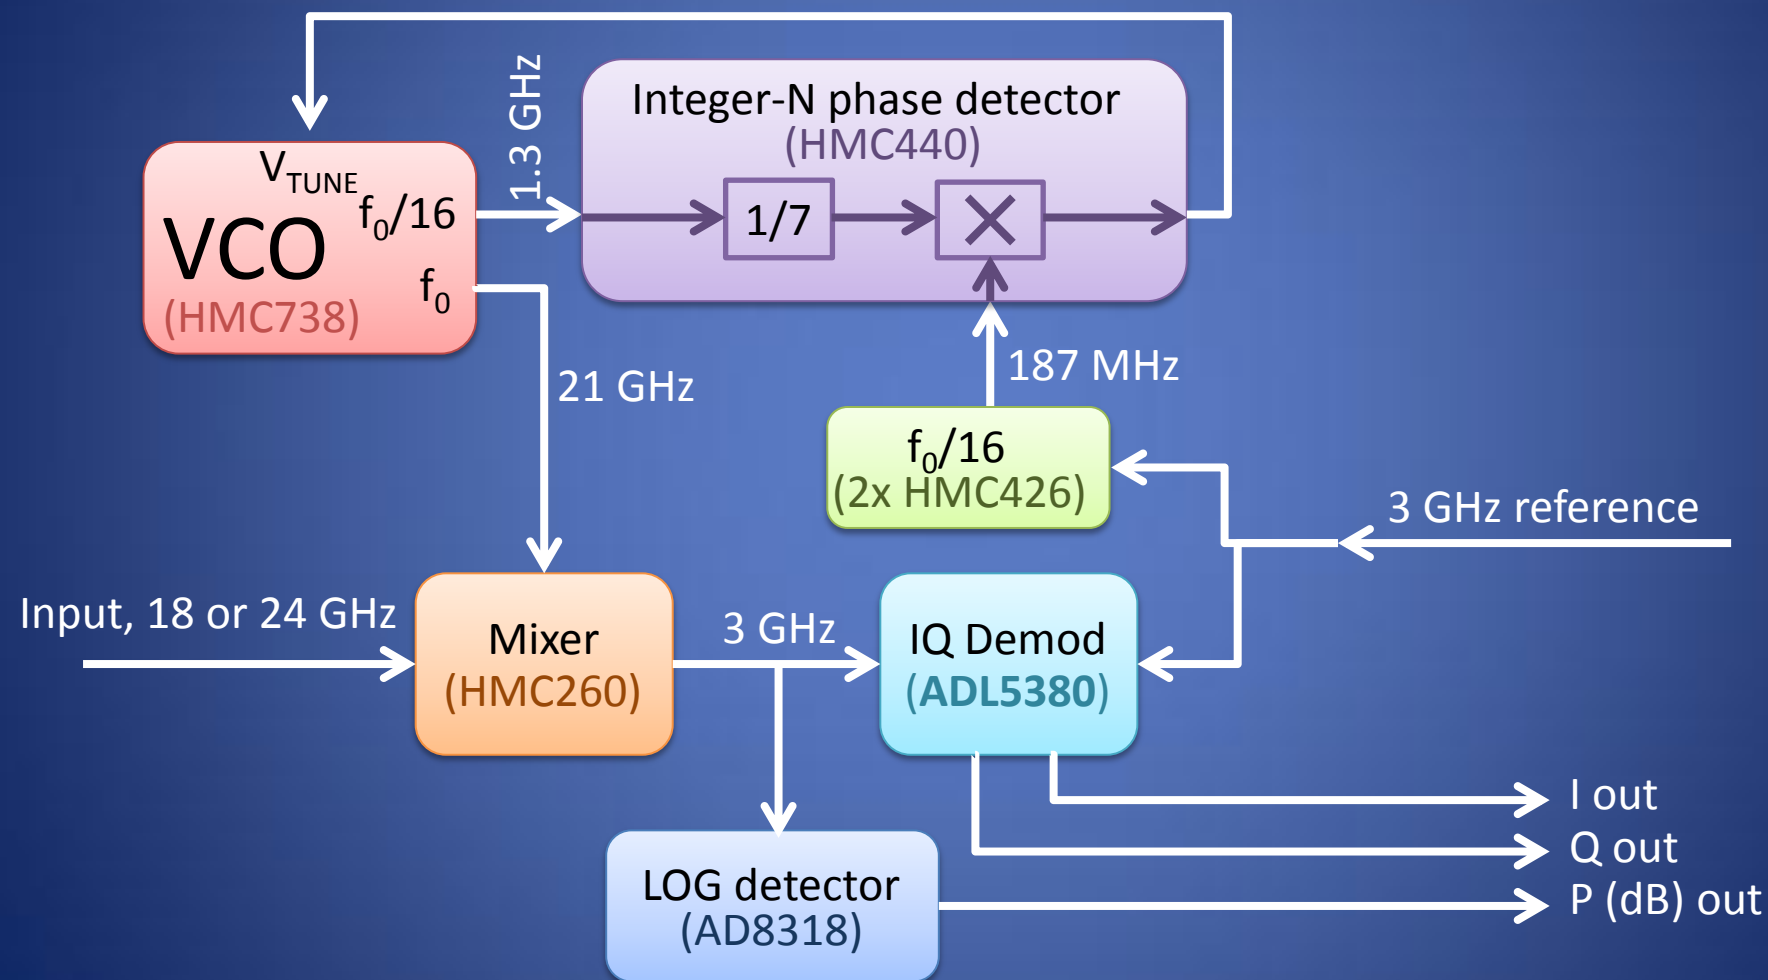 1.3 GHz
Integer-N phase detector
(HMC440)
1/7
V_TUNE
f₀/16
VCO
f₀
(HMC738)
21 GHz
187 MHz
f₀/16
(2x HMC426)
3 GHz reference
Input, 18 or 24 GHz
Mixer
(HMC260)
3 GHz
IQ Demod
(ADL5380)
I out
Q out
P (dB) out
LOG detector
(AD8318)